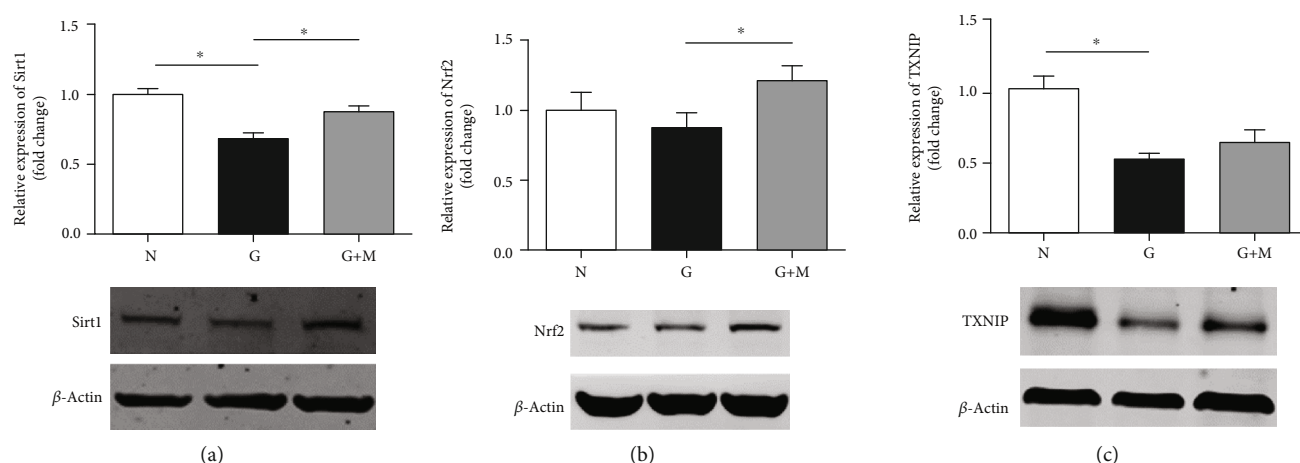 Relative expression of Sirt1
(fold change)
1.5
1.0
0.5
0.0
*
*
N
G
G+M
Sirt1
β-Actin
(a)
Relative expression of Nrf2
(fold change)
1.5
1.0
0.5
0.0
*
N
G
G+M
Nrf2
β-Actin
(b)
Relative expression of TXNIP
(fold change)
1.5
1.0
0.5
0.0
*
N
G
G+M
TXNIP
β-Actin
(c)